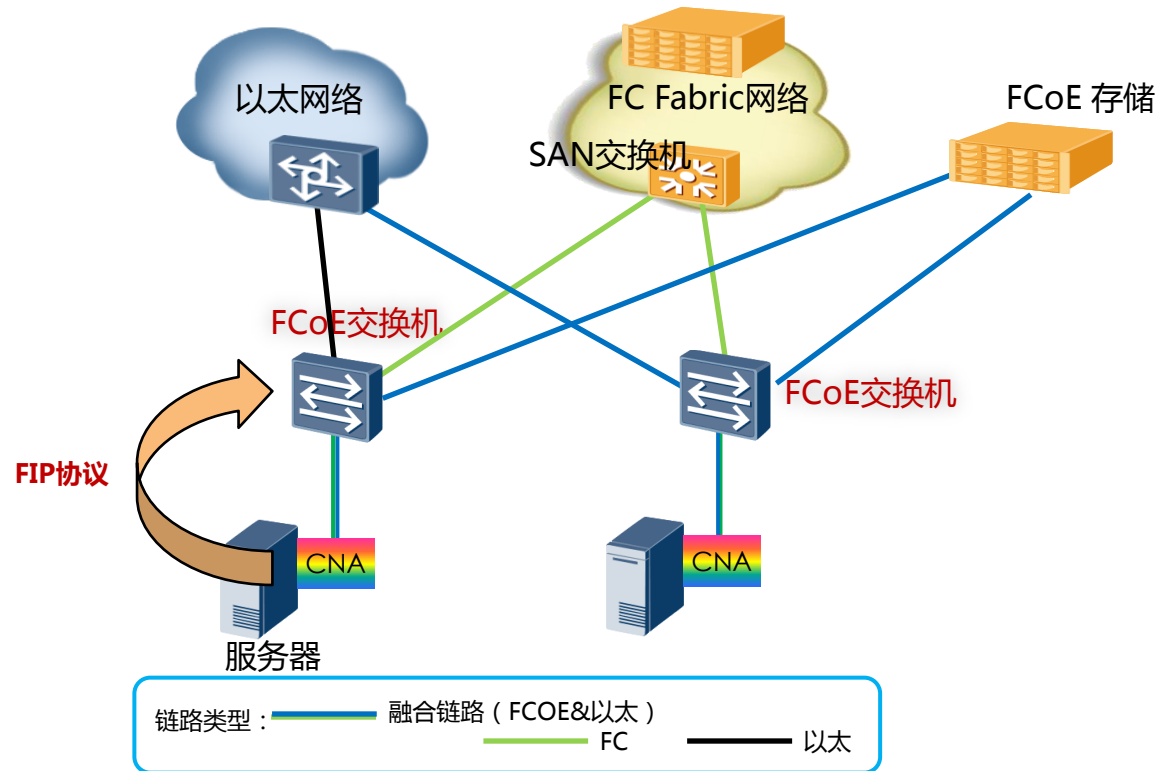 以太网络
FC Fabric网络
FCoE 存储
SAN交换机
FCoE交换机
FCoE交换机
FIP协议
CNA
CNA
服务器
链路类型：
融合链路（FCOE&以太）
FC
以太